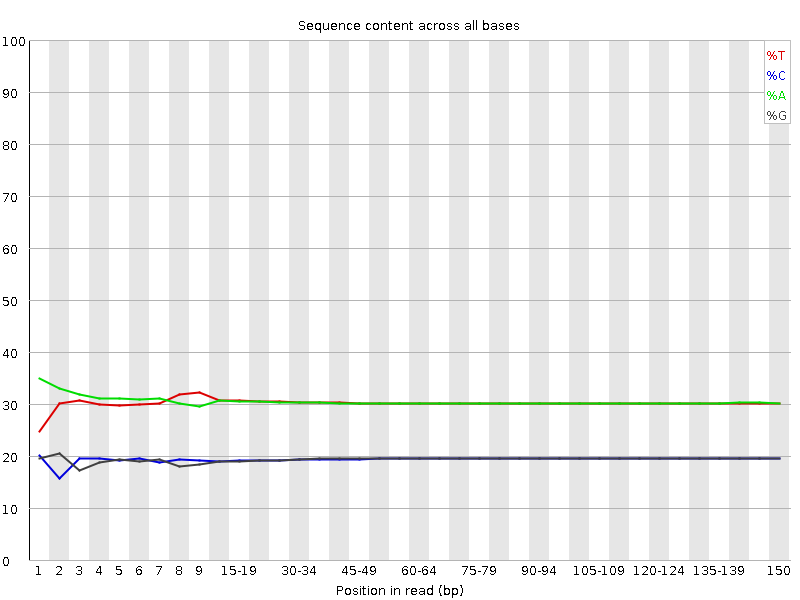 Sequence content across all bases
100
90
80
70
60
50
40
30
20
10
0
%T
%C
%A
%G
1 2 3 4 5 6 7 8 9 15-19 30-34 45-49 60-64 75-79 90-94 105-109 120-124 135-139 150
Position in read (bp)